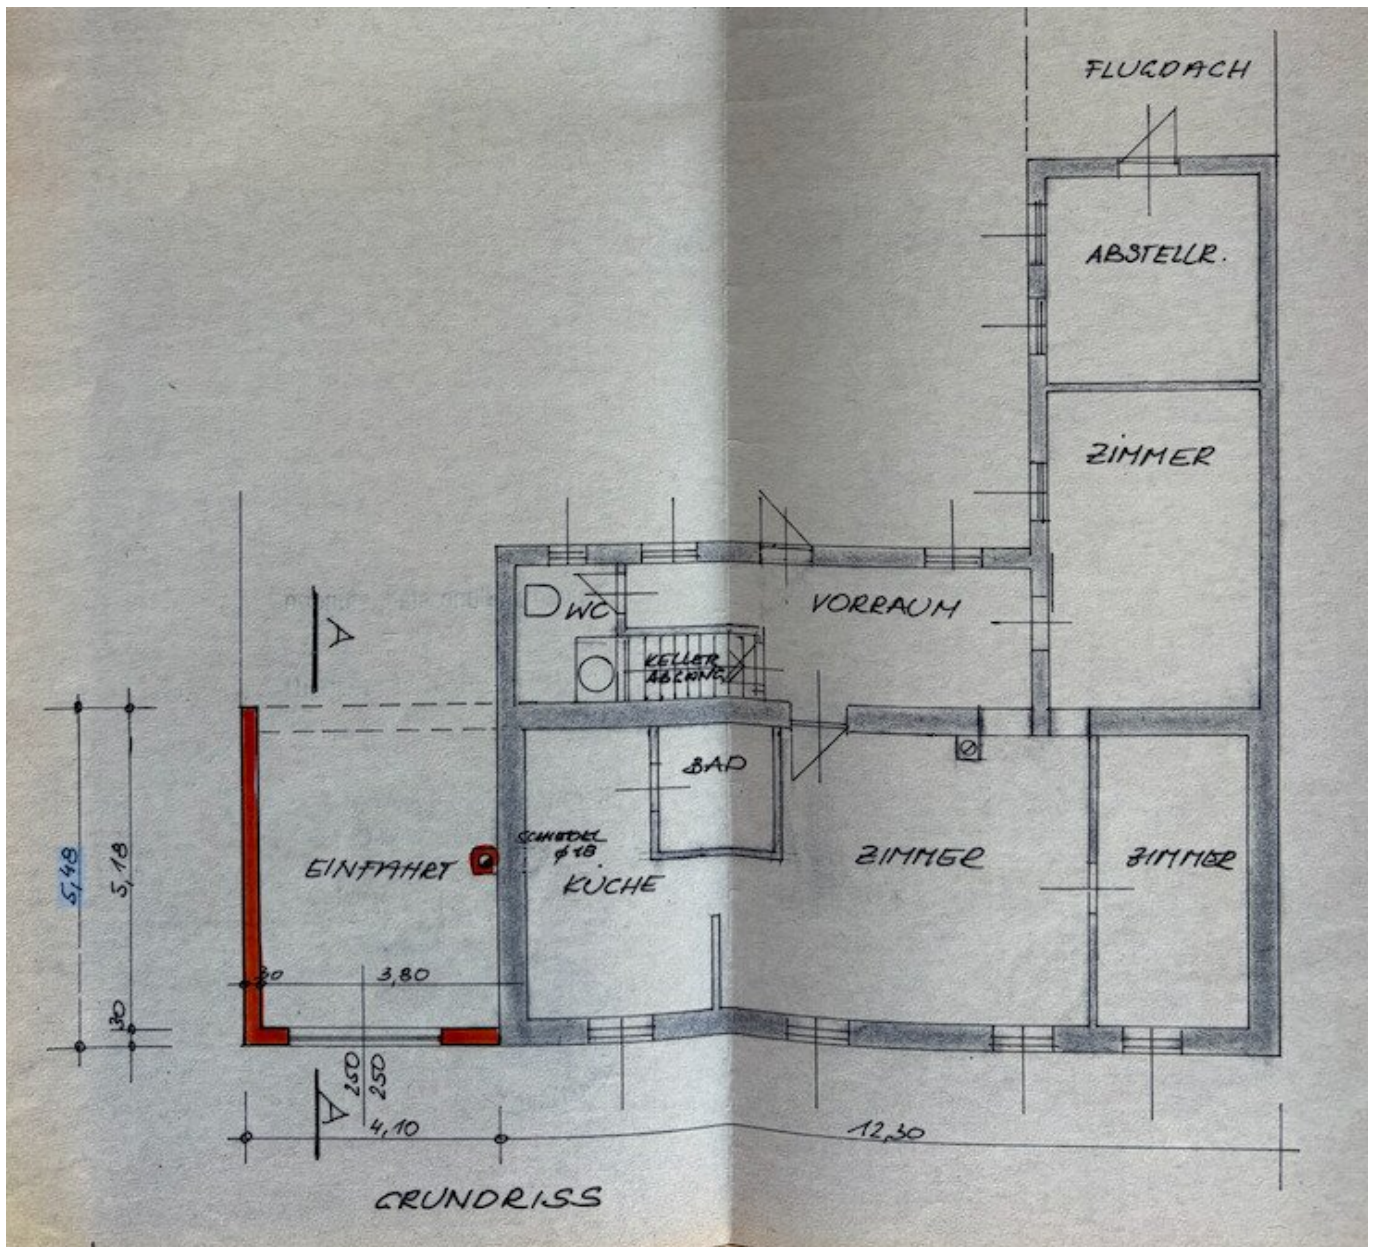 FLUGDACH
ABSTELLR.
ZIMMER
WC
VORRAUM
KELLER
ABGANG
A
BAD
SCHIEDEL
ø 18
EINFAHRT
KÜCHE
ZIMMER
ZIMMER
5,48
5,18
30
30
3,80
250
250
A
4,10
12,30
GRUNDRISS